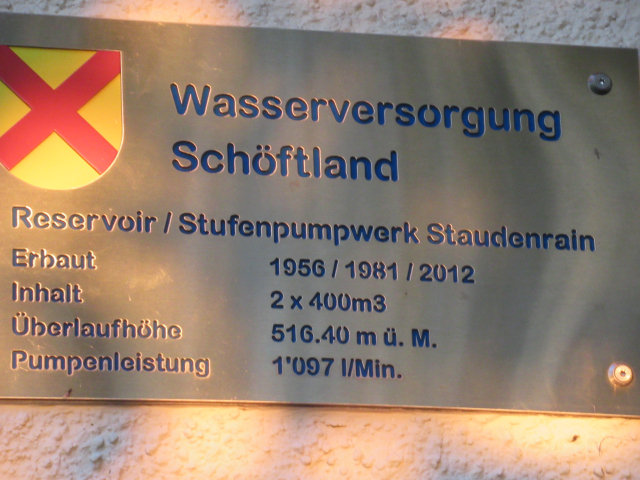 Wasserversorgung
Schöftland
Reservoir / Stufenpumpwerk Staudenrain
Erbaut 1956 / 1981 / 2012
Inhalt 2 x 400m3
Überlaufhöhe 516.40 m ü. M.
Pumpenleistung 1'097 l/Min.